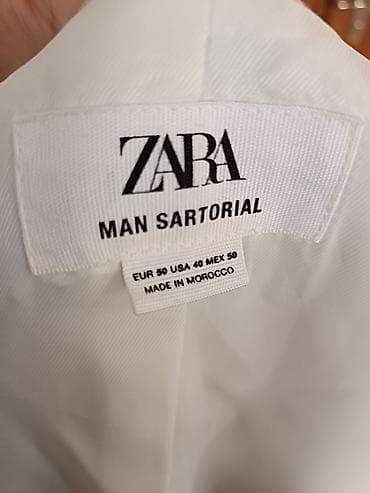 ZARA
MAN SARTORIAL
EUR 50 USA 40 MEX 50
MADE IN MOROCCO